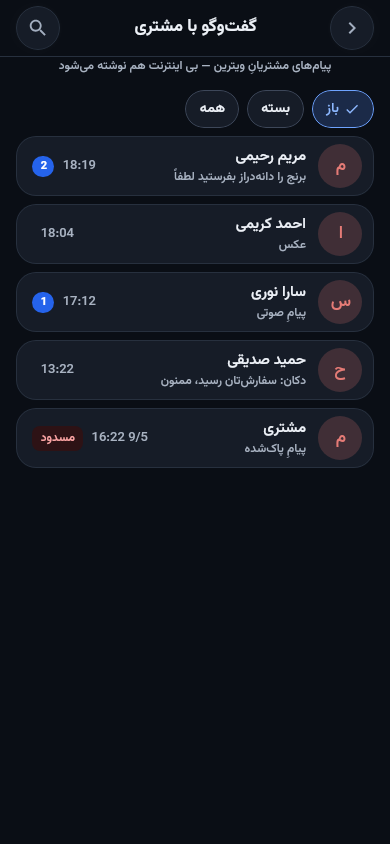 گفت‌وگو با مشتری
پیام‌های مشتریانِ ویترین — بی اینترنت هم نوشته می‌شود
باز
بسته
همه
م
مریم رحیمی
برنج را دانه‌دراز بفرستید لطفاً
18:19
2
ا
احمد کریمی
عکس
18:04
س
سارا نوری
پیامِ صوتی
17:12
1
ح
حمید صدیقی
دکان: سفارش‌تان رسید، ممنون
13:22
م
مشتری
پیامِ پاک‌شده
9/5 16:22
مسدود